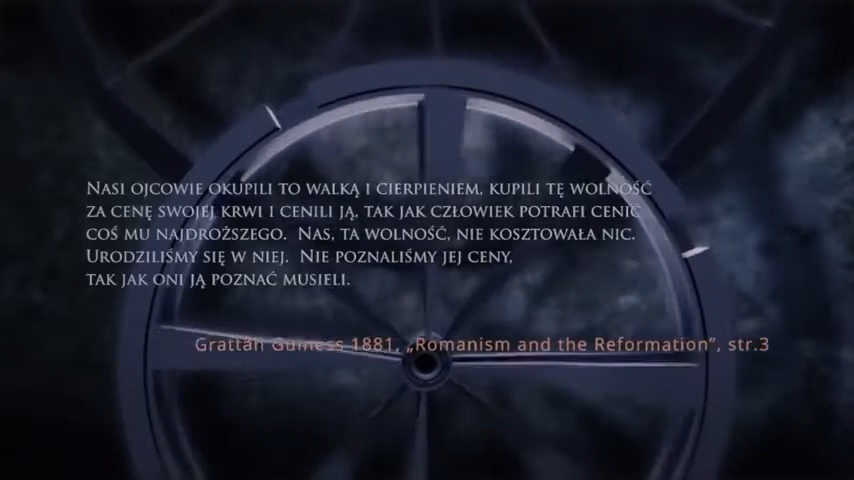 Nasi ojcowie okupili to walką i cierpieniem, kupili tę wolność
za cenę swojej krwi i cenili ją, tak jak człowiek potrafi cenić
coś mu najdroższego. Nas, ta wolność, nie kosztowała nic.
Urodziliśmy się w niej. Nie poznaliśmy jej ceny,
tak jak oni ją poznać musieli.
Grattan Guiness 1881, „Romanism and the Reformation”, str.3